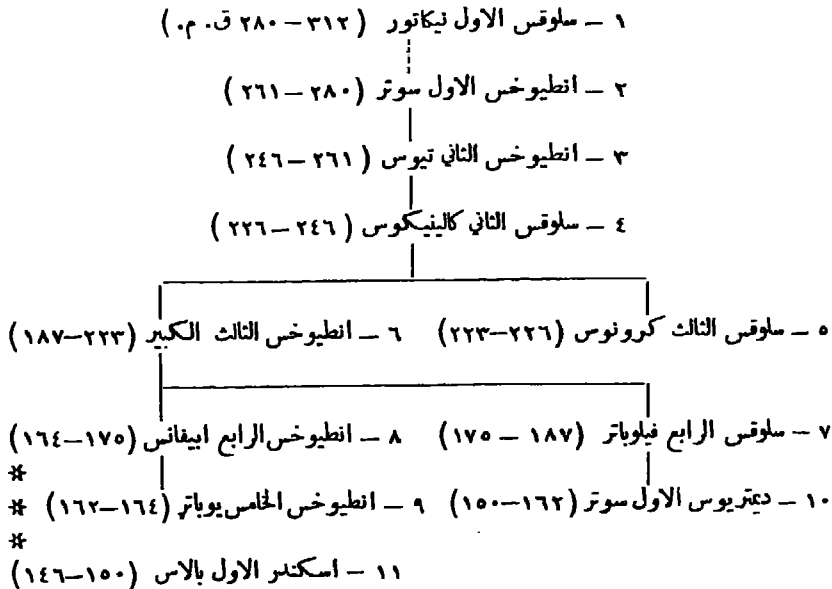 ١ – سلوقس الاول نيكاتور (٣١٢ – ٢٨٠ ق. م.)
٢ – انطيوخس الاول سوتر (٢٨٠ – ٢٦١)
٣ – انطيوخس الثاني تيوس (٢٦١ – ٢٤٦)
٤ – سلوقس الثاني كالينيكوس (٢٤٦ – ٢٢٦)
٥ – سلوقس الثالث كرونوس (٢٢٦–٢٢٣) ٦ – انطيوخس الثالث الكبير (٢٢٣–١٨٧)
٧ – سلوقس الرابع فيلوباتر (١٨٧ – ١٧٥) ٨ – انطيوخس الرابع ابيفانس (١٧٥–١٦٤)
*
١٠ – ديمتريوس الاول سوتر (١٦٢–١٥٠) ٩ – انطيوخس الخامس يوباتر (١٦٤–١٦٢) *
*
١١ – اسكندر الاول بالاس (١٥٠–١٤٦)